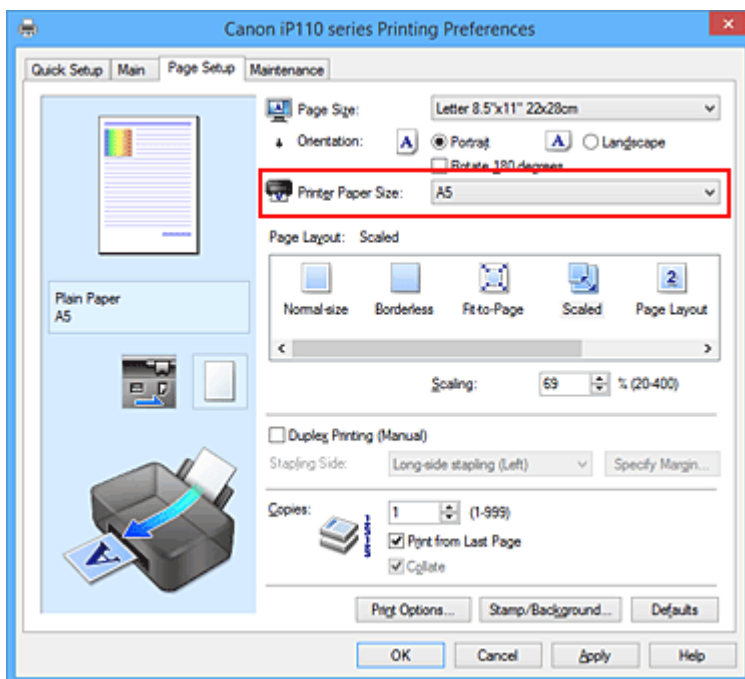 Canon iP110 series Printing Preferences
Quick Setup Main Page Setup Maintenance
Page Size: Letter 8.5"x11" 22x28cm
Orientation: A Portrait A Landscape
Rotate 180 degrees
Printer Paper Size: A5
Page Layout: Scaled
Normal-size Borderless Fit-to-Page Scaled 2 Page Layout
Plain Paper
A5
Scaling: 69 % (20-400)
Duplex Printing (Manual)
Stapling Side: Long-side stapling (Left) Specify Margin...
Copies: 1 (1-999)
Print from Last Page
Collate
A
Print Options... Stamp/Background... Defaults
OK Cancel Apply Help